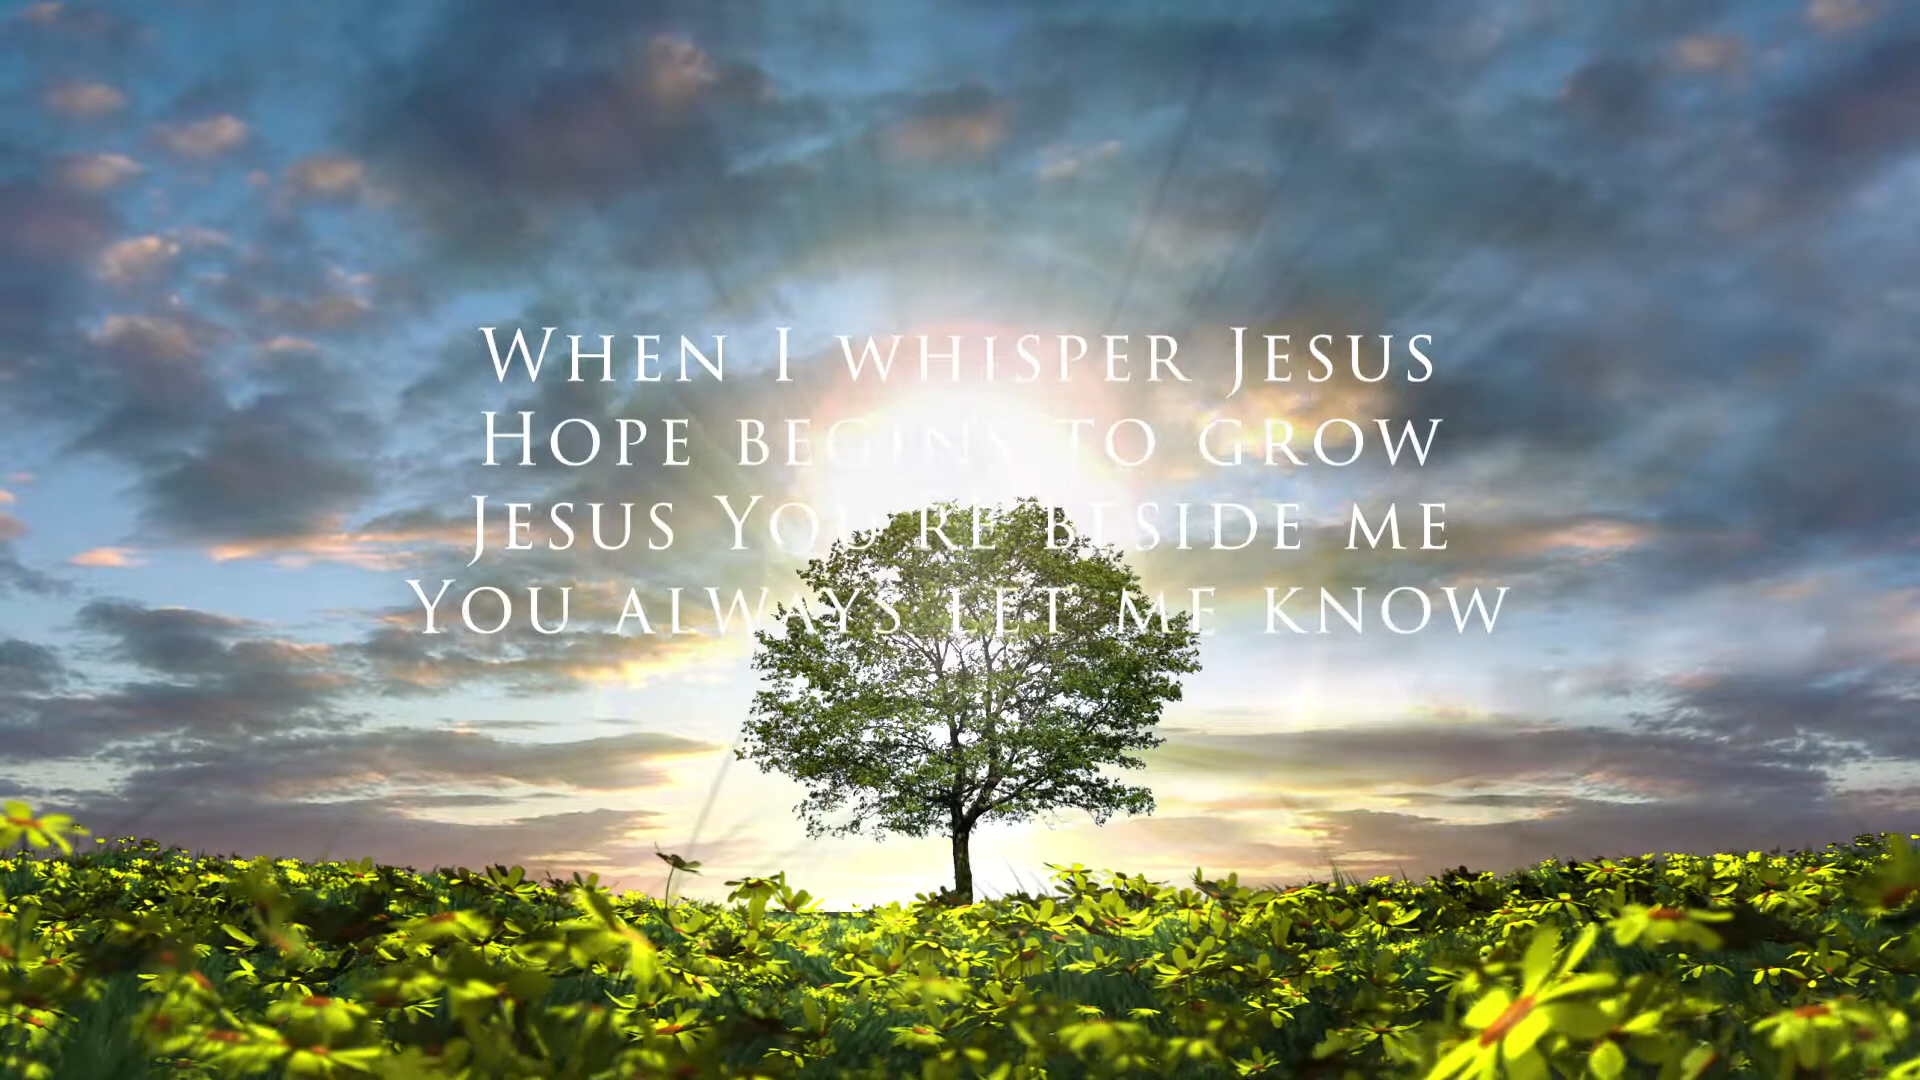 When I whisper Jesus
Hope begins to grow
Jesus You're beside me
You always let me know